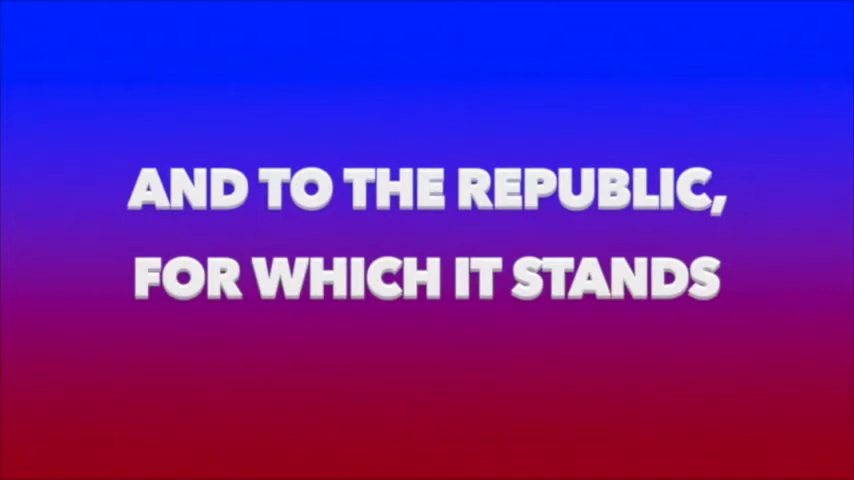 AND TO THE REPUBLIC,
FOR WHICH IT STANDS